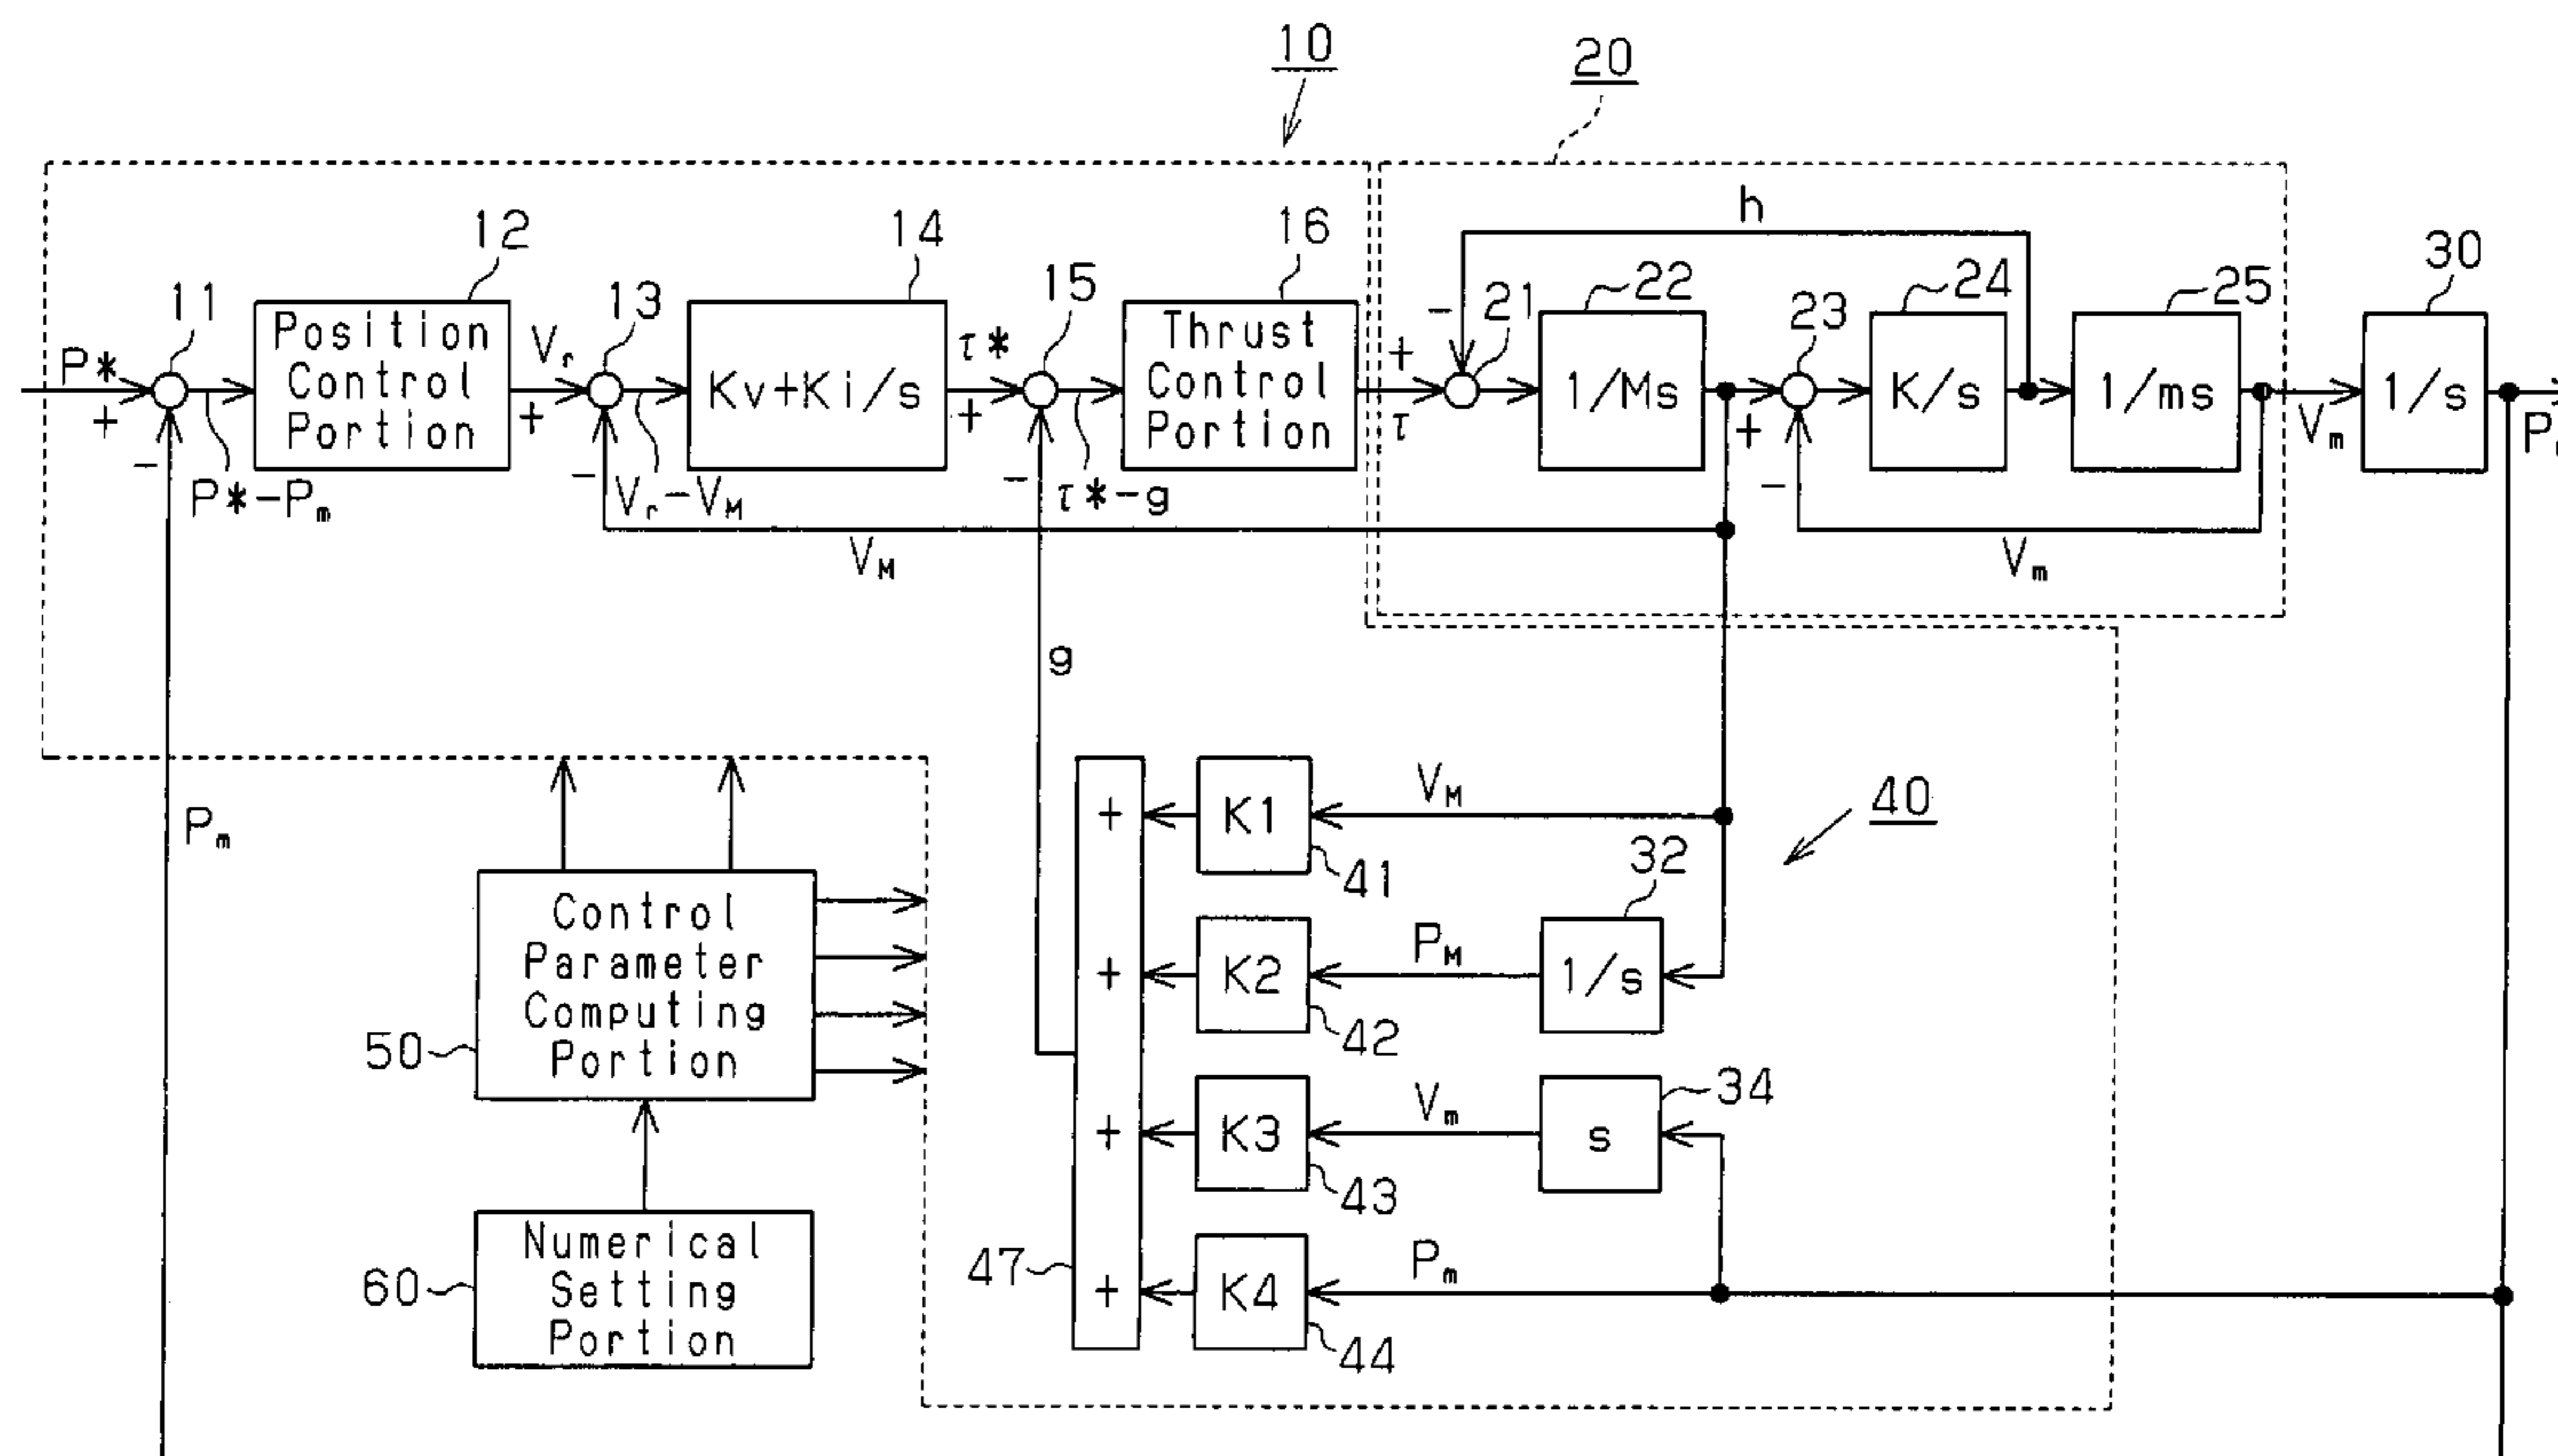 10
20
h
12
14
16
22
24
25
30
11
13
15
21
23
P*
+
-
P*-Pm
Position
Control
Portion
Vr
+
-
Vr-VM
Kv+Ki/s
τ*
+
-
τ*-g
Thrust
Control
Portion
+
τ
-
1/Ms
+
-
K/s
1/ms
Vm
1/s
VM
Vm
g
Pm
40
+
K1
VM
41
32
+
K2
PM
1/s
42
+
K3
Vm
s
34
43
+
K4
Pm
44
47
Control
Parameter
Computing
Portion
50
Numerical
Setting
Portion
60